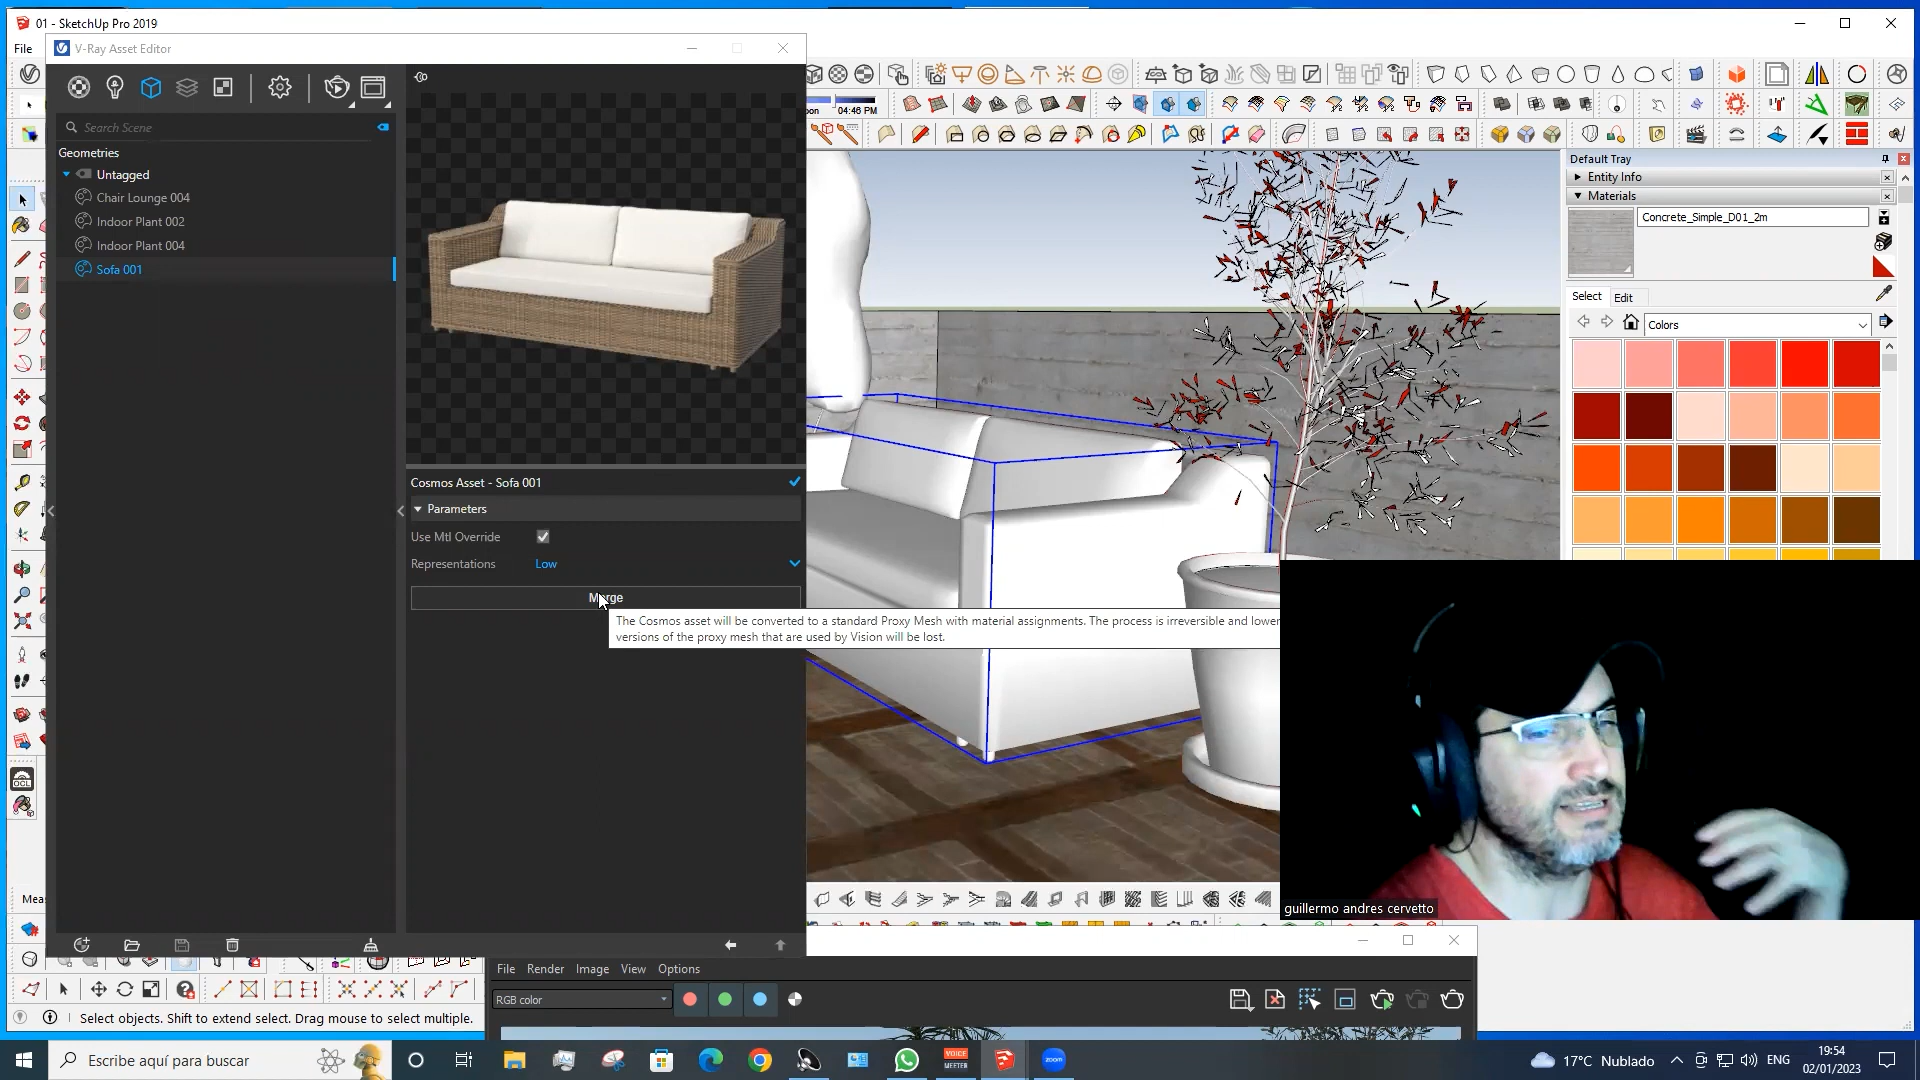 01 - SketchUp Pro 2019
File
V-Ray Asset Editor
Search Scene
Geometries
Untagged
Chair Lounge 004
Indoor Plant 002
Indoor Plant 004
Sofa 001
Cosmos Asset - Sofa 001
Parameters
Use Mtl Override
Representations
Low
Merge
The Cosmos asset will be converted to a standard Proxy Mesh with material assignments. The process is irreversible and lower
versions of the proxy mesh that are used by Vision will be lost.
04:46 PM
Default Tray
Entity Info
Materials
Concrete_Simple_D01_2m
Select
Edit
Colors
guillermo andres cervetto
Mea
File
Render
Image
View
Options
RGB color
Select objects. Shift to extend select. Drag mouse to select multiple.
Escribe aquí para buscar
VOICE
MEETER
zoom
17°C Nublado
ENG
19:54
02/01/2023